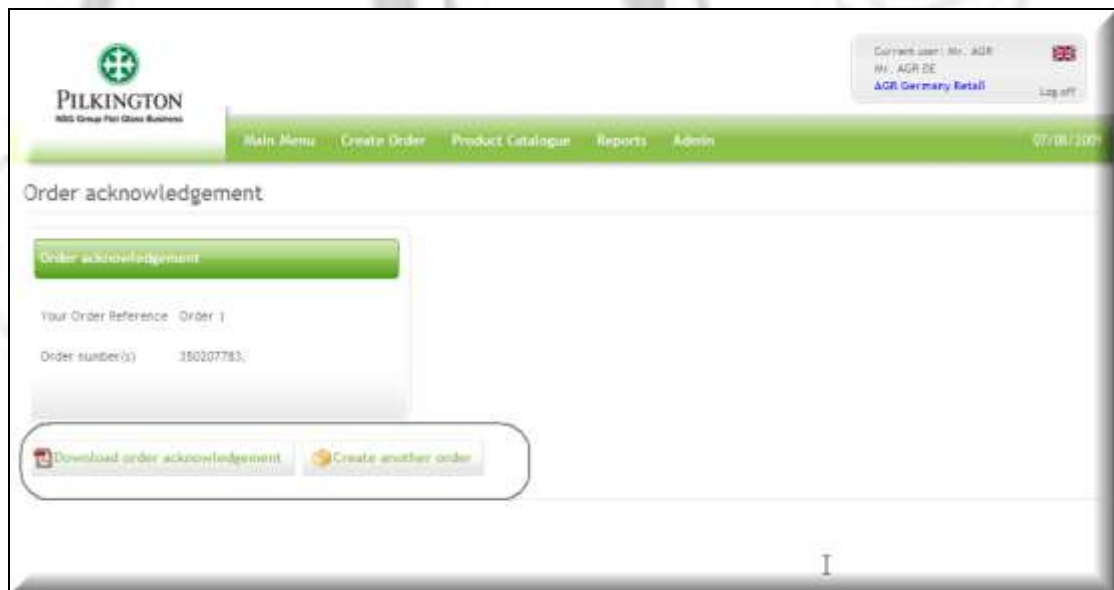 PILKINGTON
NSG Group Flat Glass Business
Current user: Mr. AGR
Mr. AGR DE
AGR Germany Retail
Log off
Main Menu Create Order Product Catalogue Reports Admin
Order acknowledgement
Order acknowledgement
Your Order Reference Order 1
Order number(s) 350207783,
Download order acknowledgement Create another order